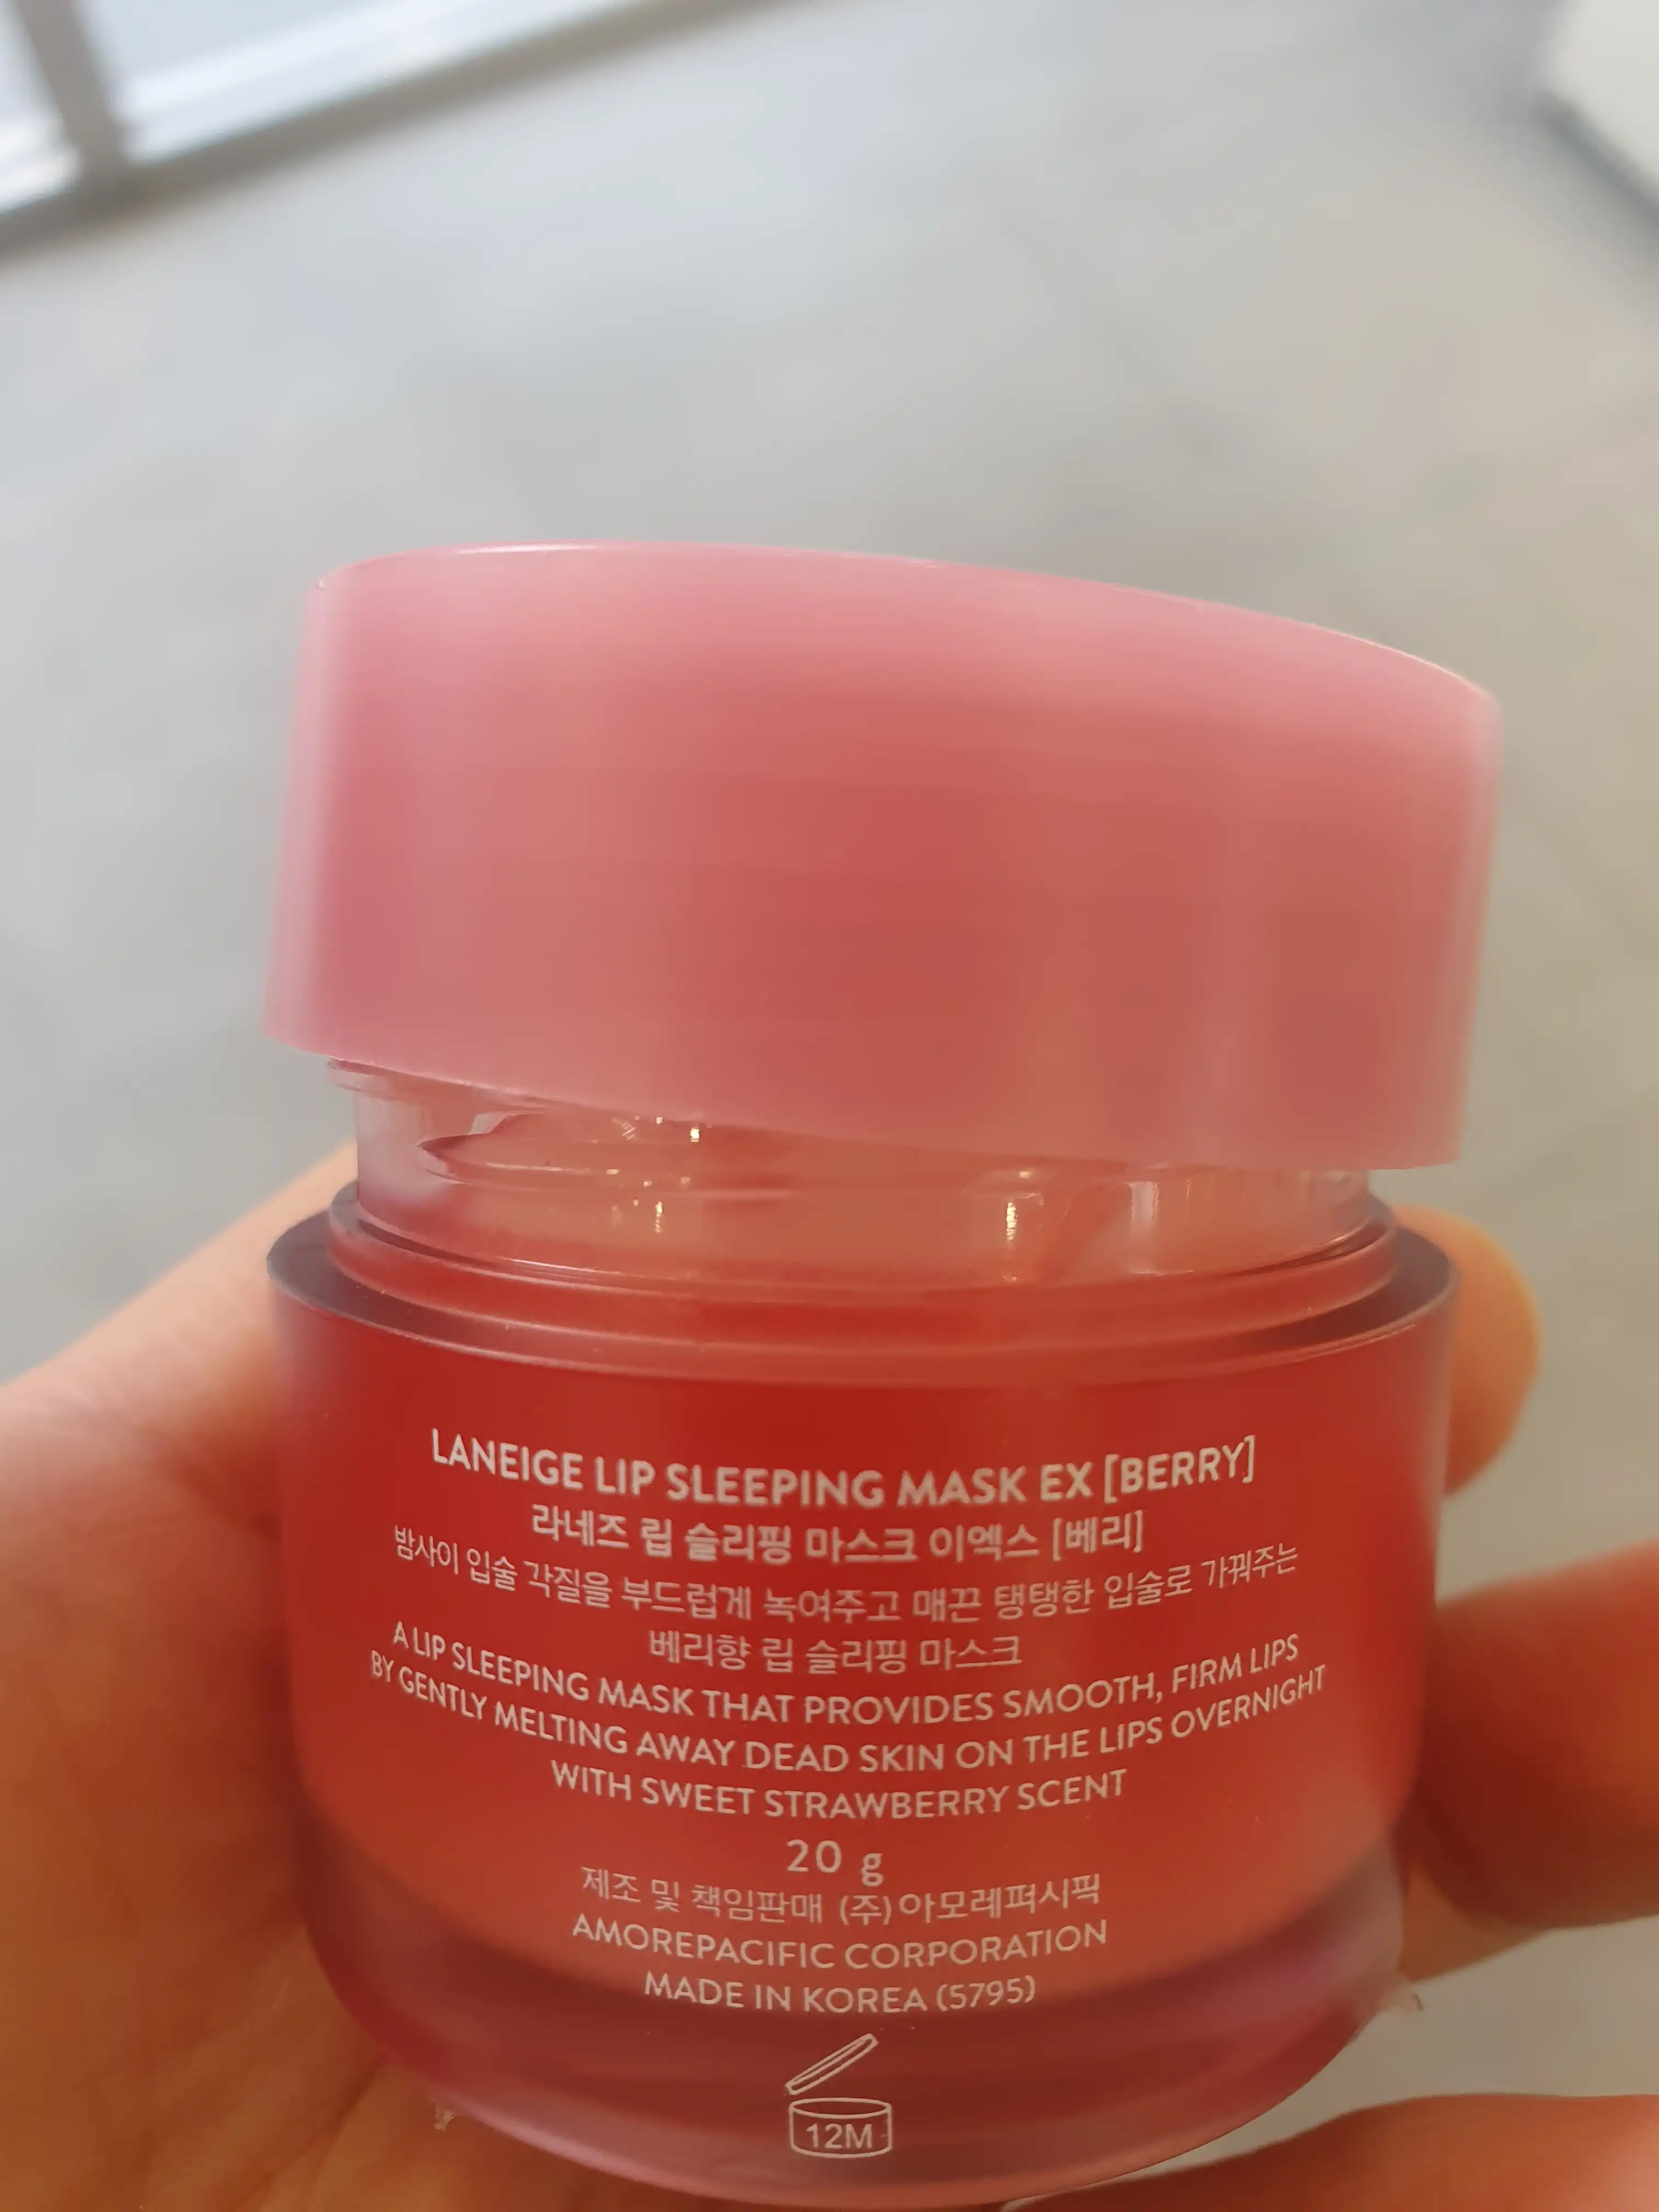 LANEIGE LIP SLEEPING MASK EX [BERRY]
라네즈 립 슬리핑 마스크 이엑스 [베리]
밤사이 입술 각질을 부드럽게 녹여주고 매끈 탱탱한 입술로 가꿔주는
베리향 립 슬리핑 마스크
A LIP SLEEPING MASK THAT PROVIDES SMOOTH, FIRM LIPS
BY GENTLY MELTING AWAY DEAD SKIN ON THE LIPS OVERNIGHT
WITH SWEET STRAWBERRY SCENT
20 g
제조 및 책임판매 (주)아모레퍼시픽
AMOREPACIFIC CORPORATION
MADE IN KOREA (5795)
12M